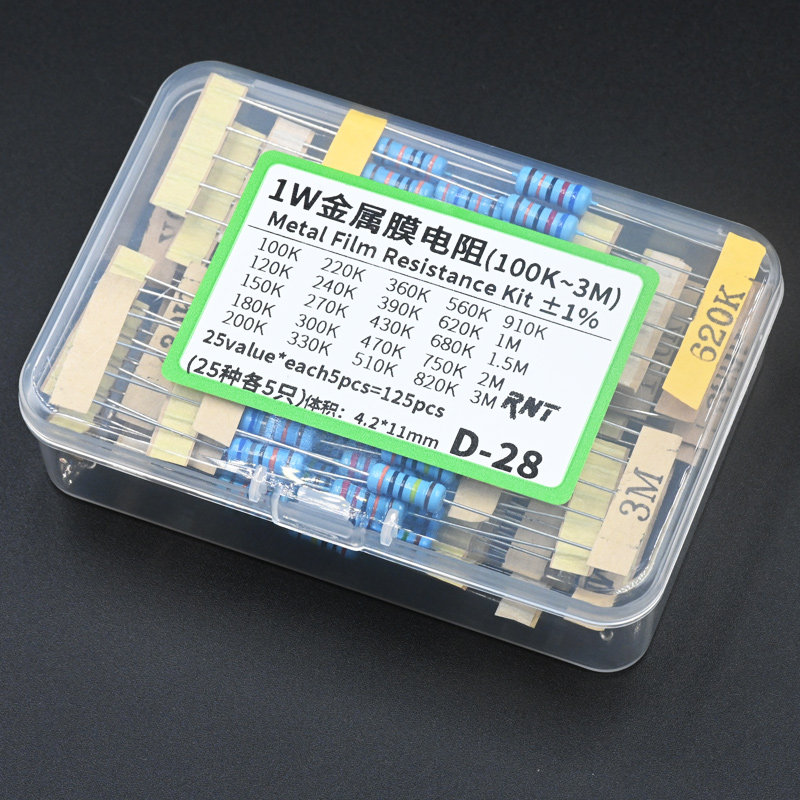 1W金属膜电阻(100K~3M)
Metal Film Resistance Kit ±1%
100K 220K 360K 560K 910K
120K 240K 390K 620K 1M
150K 270K 430K 680K 1.5M
180K 300K 470K 750K 2M
200K 330K 510K 820K 3M
25value*each5pcs=125pcs
RNT
(25种各5只)体积：4.2*11mm
D-28
620K
3M